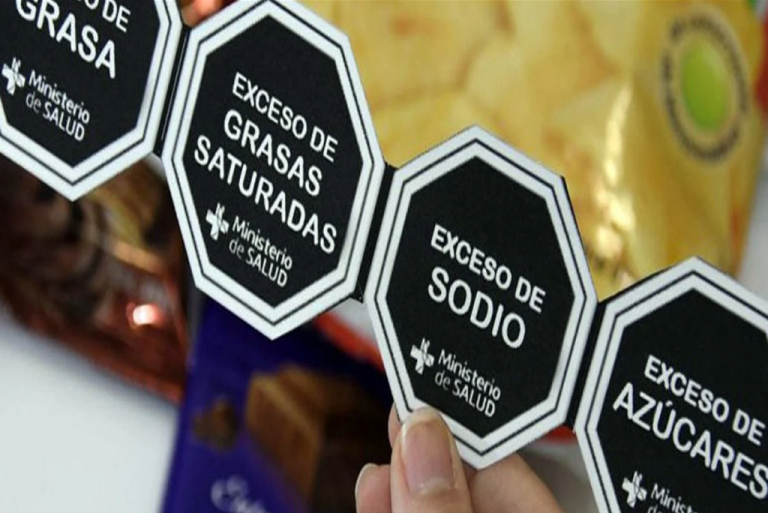 DE
GRASA
Ministerio
de SALUD
EXCESO DE
GRASAS
SATURADAS
Ministerio
de SALUD
EXCESO DE
SODIO
Ministerio
de SALUD
EXCESO DE
AZÚCARES